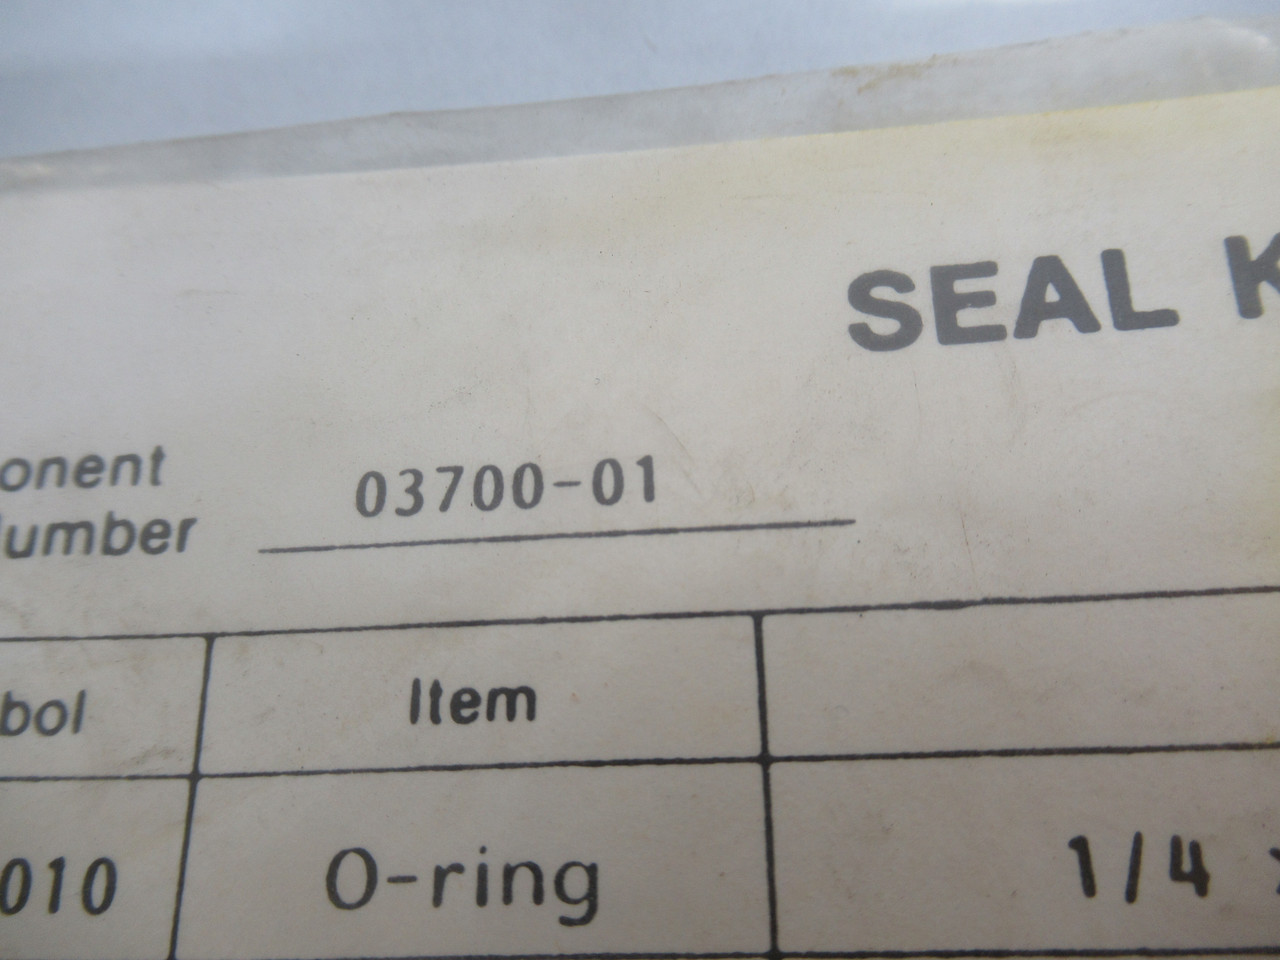 SEAL K
onent
umber
03700-01
bol Item
010 O-ring 1/4